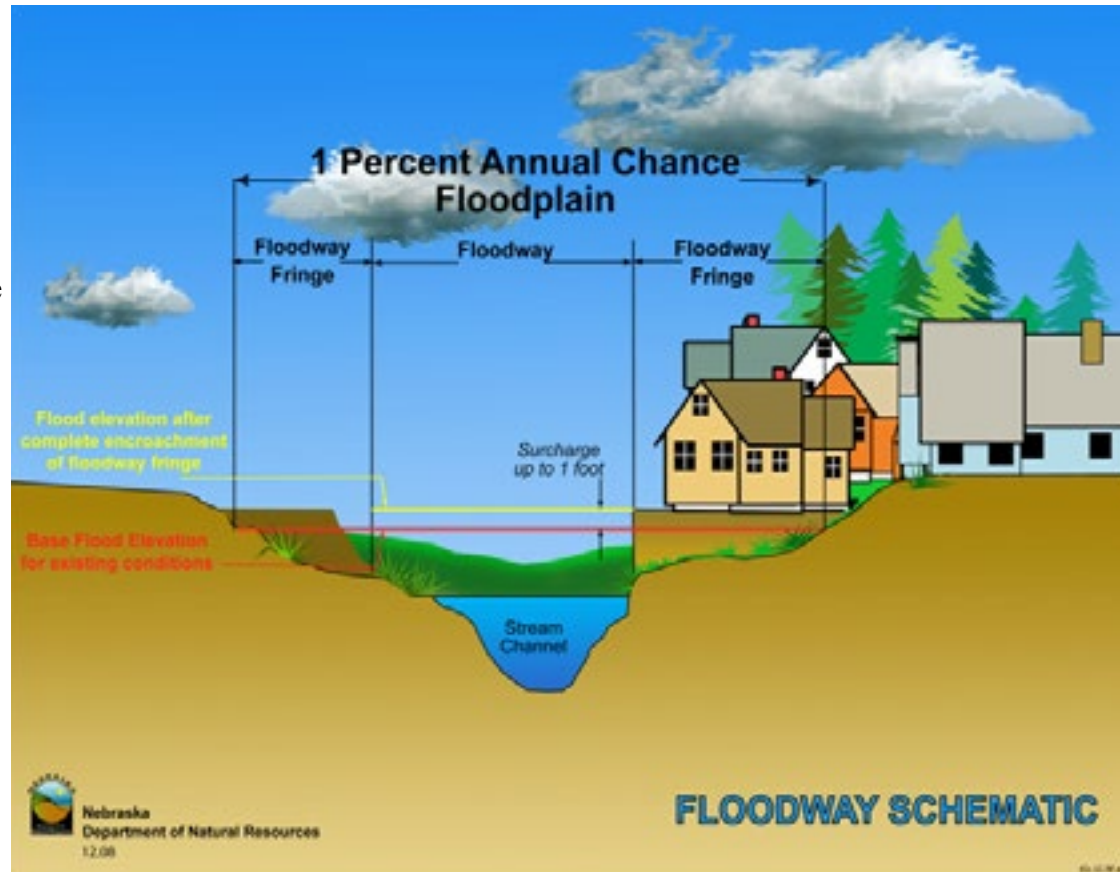 1 Percent Annual Chance
Floodplain
Floodway
Fringe
Floodway
Floodway
Fringe
Flood elevation after
complete encroachment
of floodway fringe
Surcharge
up to 1 foot
Base Flood Elevation
for existing conditions
Stream
Channel
Nebraska
Department of Natural Resources
12.08
FLOODWAY SCHEMATIC